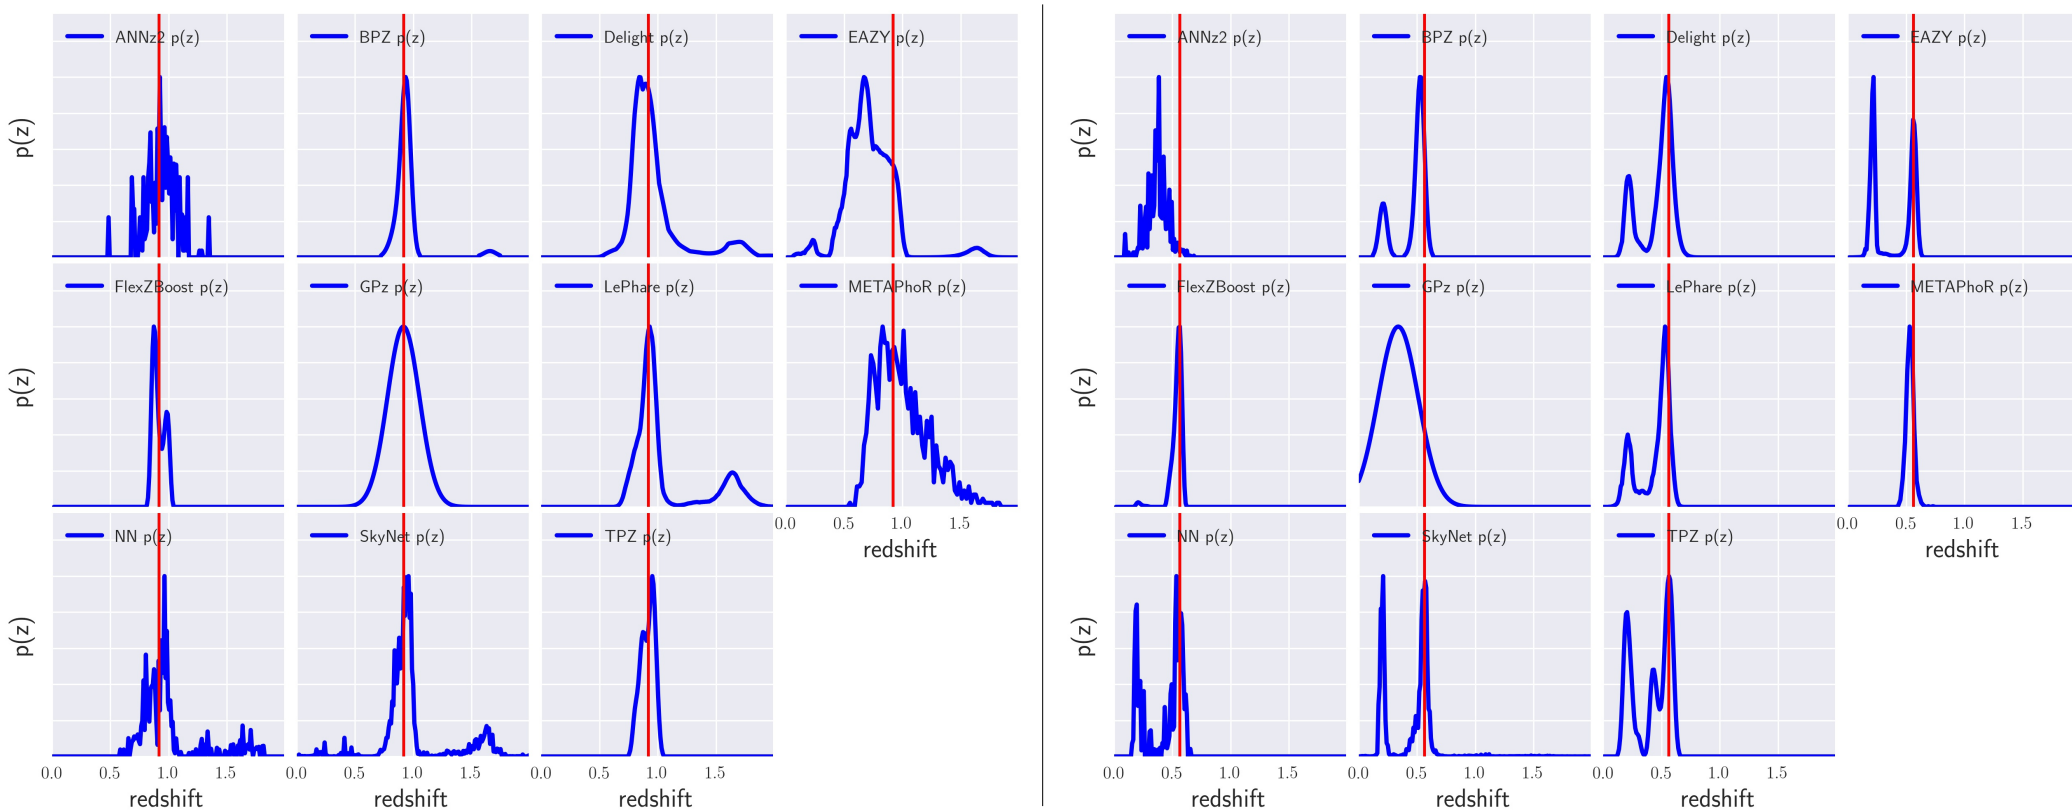 ANNz2 p(z)
BPZ p(z)
Delight p(z)
EAZY p(z)
p(z)
FlexZBoost p(z)
GPz p(z)
LePhare p(z)
METAPhoR p(z)
p(z)
0.0 0.5 1.0 1.5
redshift
NN p(z)
SkyNet p(z)
TPZ p(z)
p(z)
0.0 0.5 1.0 1.5
redshift
0.0 0.5 1.0 1.5
redshift
0.0 0.5 1.0 1.5
redshift
ANNz2 p(z)
BPZ p(z)
Delight p(z)
EAZY p(z)
p(z)
FlexZBoost p(z)
GPz p(z)
LePhare p(z)
METAPhoR p(z)
p(z)
0.0 0.5 1.0 1.5
redshift
NN p(z)
SkyNet p(z)
TPZ p(z)
p(z)
0.0 0.5 1.0 1.5
redshift
0.0 0.5 1.0 1.5
redshift
0.0 0.5 1.0 1.5
redshift